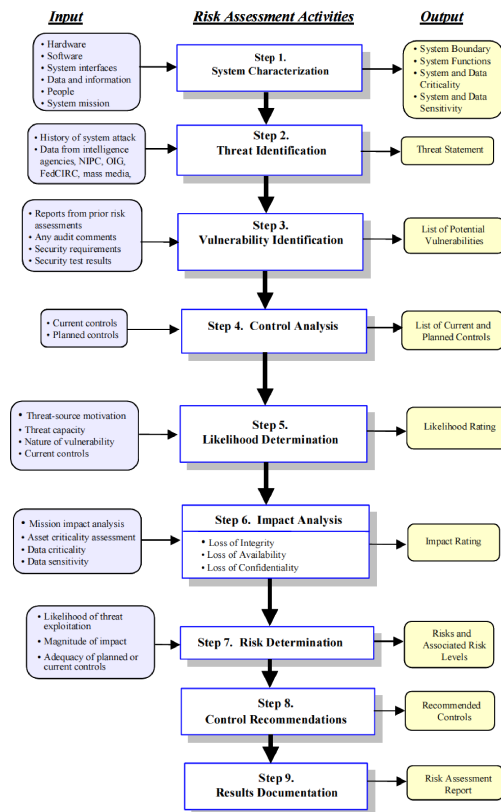 Input Risk Assessment Activities Output
• Hardware
• Software
• System interfaces
• Data and information
• People
• System mission
Step 1.
System Characterization
• System Boundary
• System Functions
• System and Data
Criticality
• System and Data
Sensitivity
• History of system attack
• Data from intelligence
agencies, NIPC, OIG,
FedCIRC, mass media,
Step 2.
Threat Identification
Threat Statement
• Reports from prior risk
assessments
• Any audit comments
• Security requirements
• Security test results
Step 3.
Vulnerability Identification
List of Potential
Vulnerabilities
• Current controls
• Planned controls
Step 4. Control Analysis
List of Current and
Planned Controls
• Threat-source motivation
• Threat capacity
• Nature of vulnerability
• Current controls
Step 5.
Likelihood Determination
Likelihood Rating
• Mission impact analysis
• Asset criticality assessment
• Data criticality
• Data sensitivity
Step 6. Impact Analysis
• Loss of Integrity
• Loss of Availability
• Loss of Confidentiality
Impact Rating
• Likelihood of threat
exploitation
• Magnitude of impact
• Adequacy of planned or
current controls
Step 7. Risk Determination
Risks and
Associated Risk
Levels
Step 8.
Control Recommendations
Recommended
Controls
Step 9.
Results Documentation
Risk Assessment
Report